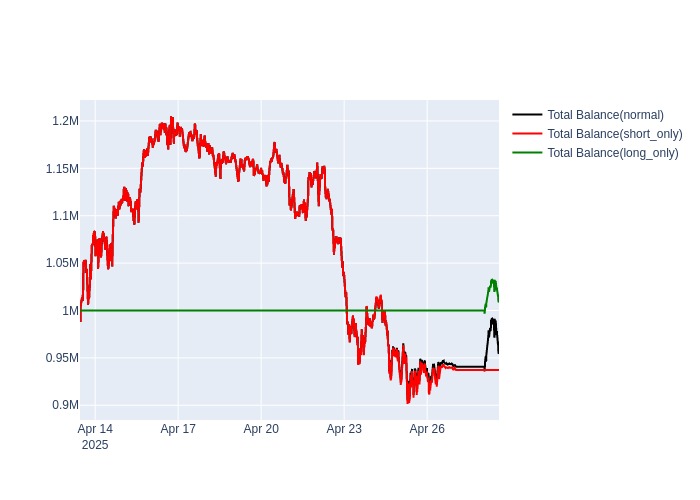 1.2M
1.15M
1.1M
1.05M
1M
0.95M
0.9M
Apr 14
2025
Apr 17
Apr 20
Apr 23
Apr 26
Total Balance(normal)
Total Balance(short_only)
Total Balance(long_only)